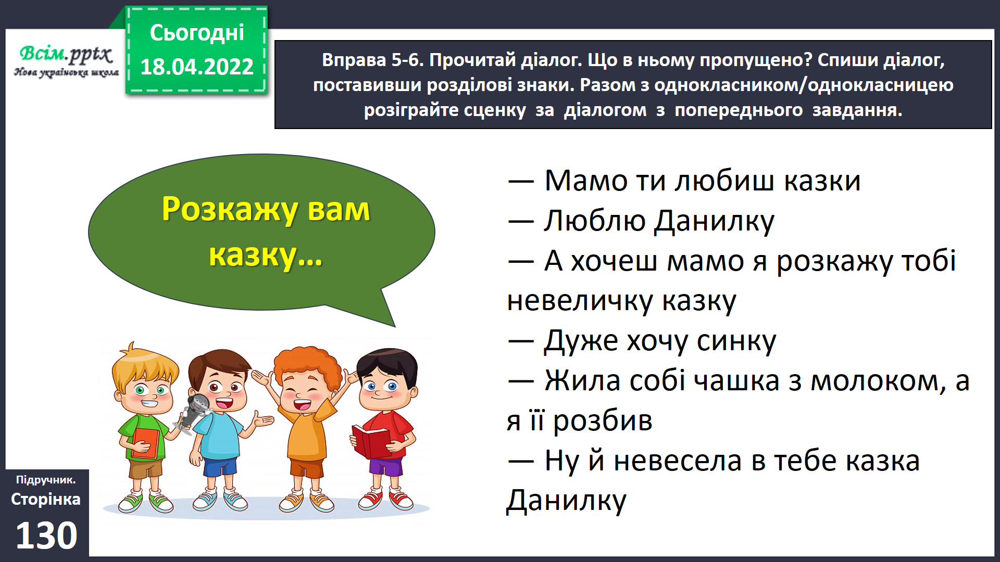 Сьогодні
18.04.2022
Всім.pptx
Нова українська школа
Вправа 5-6. Прочитай діалог. Що в ньому пропущено? Спиши діалог,
поставивши розділові знаки. Разом з однокласником/однокласницею
розіграйте сценку за діалогом з попереднього завдання.
Розкажу вам
казку…
— Мамо ти любиш казки
— Люблю Данилку
— А хочеш мамо я розкажу тобі
невеличку казку
— Дуже хочу синку
— Жила собі чашка з молоком, а
я її розбив
— Ну й невесела в тебе казка
Данилку
Підручник.
Сторінка
130